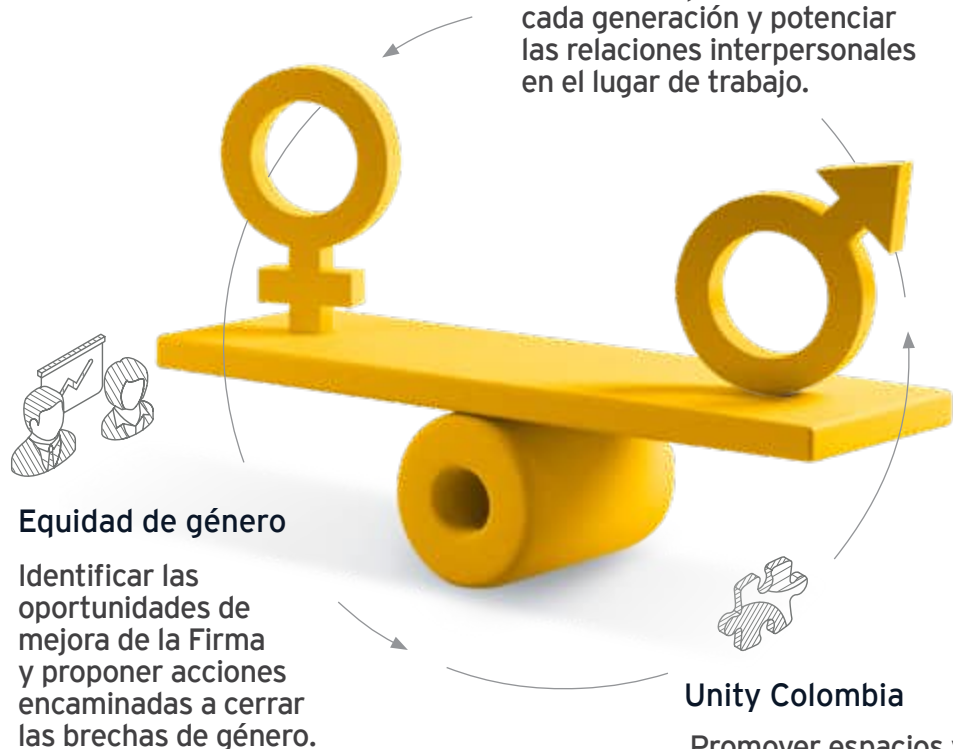 cada generación y potenciar
las relaciones interpersonales
en el lugar de trabajo.
Equidad de género
Identificar las
oportunidades de
mejora de la Firma
y proponer acciones
encaminadas a cerrar
las brechas de género.
Unity Colombia
Promover espacios